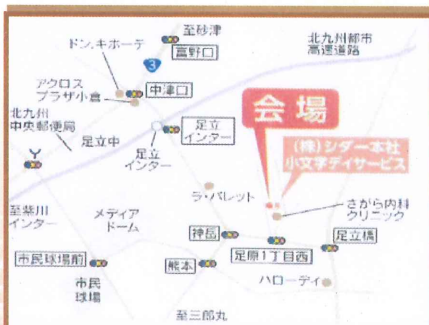 至砂津
ドン.キホーテ
富野口
北九州都市
高速道路
3
アクロス
プラザ小倉
中津口
会場
北九州
中央郵便局
足立中
足立
インター
足立
インター
(株)シダー本社
小文字デイサービス
ラ・パレット
さがら内科
クリニック
至紫川
インター
メディア
ドーム
神岳
足原1丁目西
足立橋
市民球場前
熊本
市民
球場
ハローデイ
至三郎丸